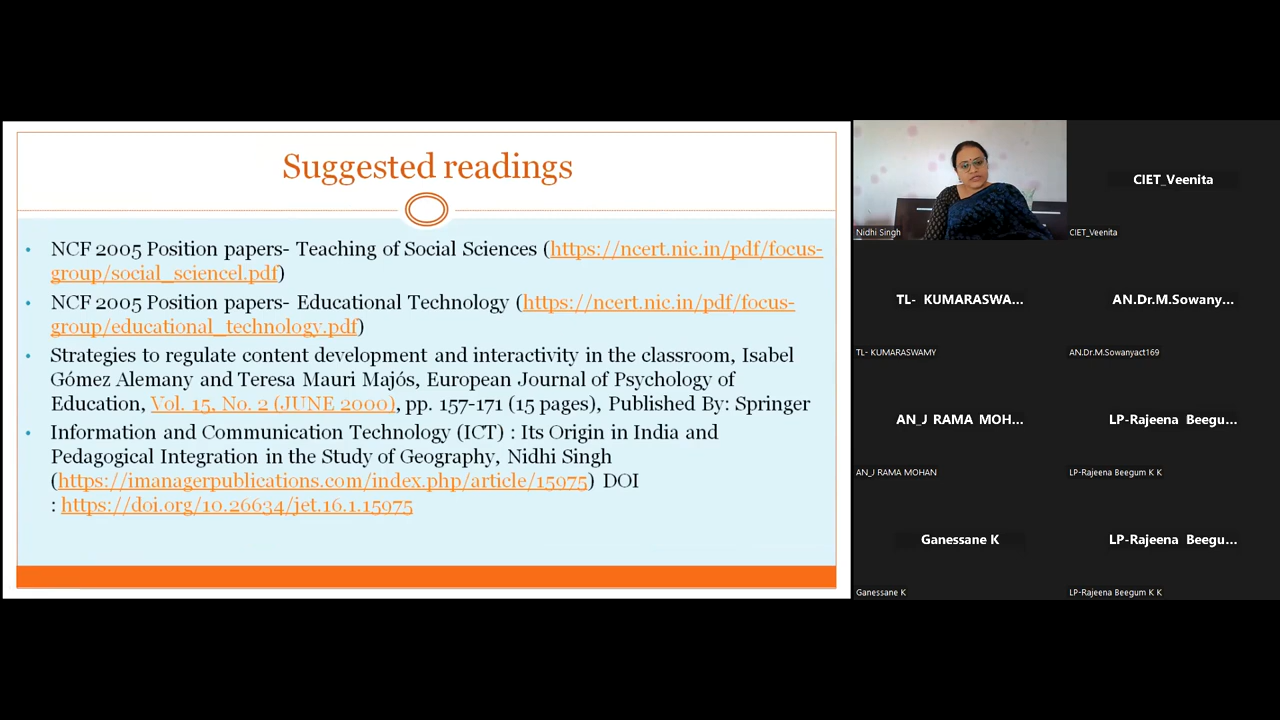 Suggested readings
• NCF 2005 Position papers- Teaching of Social Sciences (https://ncert.nic.in/pdf/focus-
group/social_sciencel.pdf)
• NCF 2005 Position papers- Educational Technology (https://ncert.nic.in/pdf/focus-
group/educational_technology.pdf)
• Strategies to regulate content development and interactivity in the classroom, Isabel
Gómez Alemany and Teresa Mauri Majós, European Journal of Psychology of
Education, Vol. 15, No. 2 (JUNE 2000), pp. 157-171 (15 pages), Published By: Springer
• Information and Communication Technology (ICT) : Its Origin in India and
Pedagogical Integration in the Study of Geography, Nidhi Singh
(https://imanagerpublications.com/index.php/article/15975) DOI
: https://doi.org/10.26634/jet.16.1.15975
Nidhi Singh
CIET_Veenita
CIET_Veenita
TL- KUMARASWA...
TL- KUMARASWAMY
AN.Dr.M.Sowany...
AN.Dr.M.Sowanyact169
AN_J RAMA MOH...
AN_J RAMA MOHAN
LP-Rajeena Beegu...
LP-Rajeena Beegum K K
Ganessane K
Ganessane K
LP-Rajeena Beegu...
LP-Rajeena Beegum K K